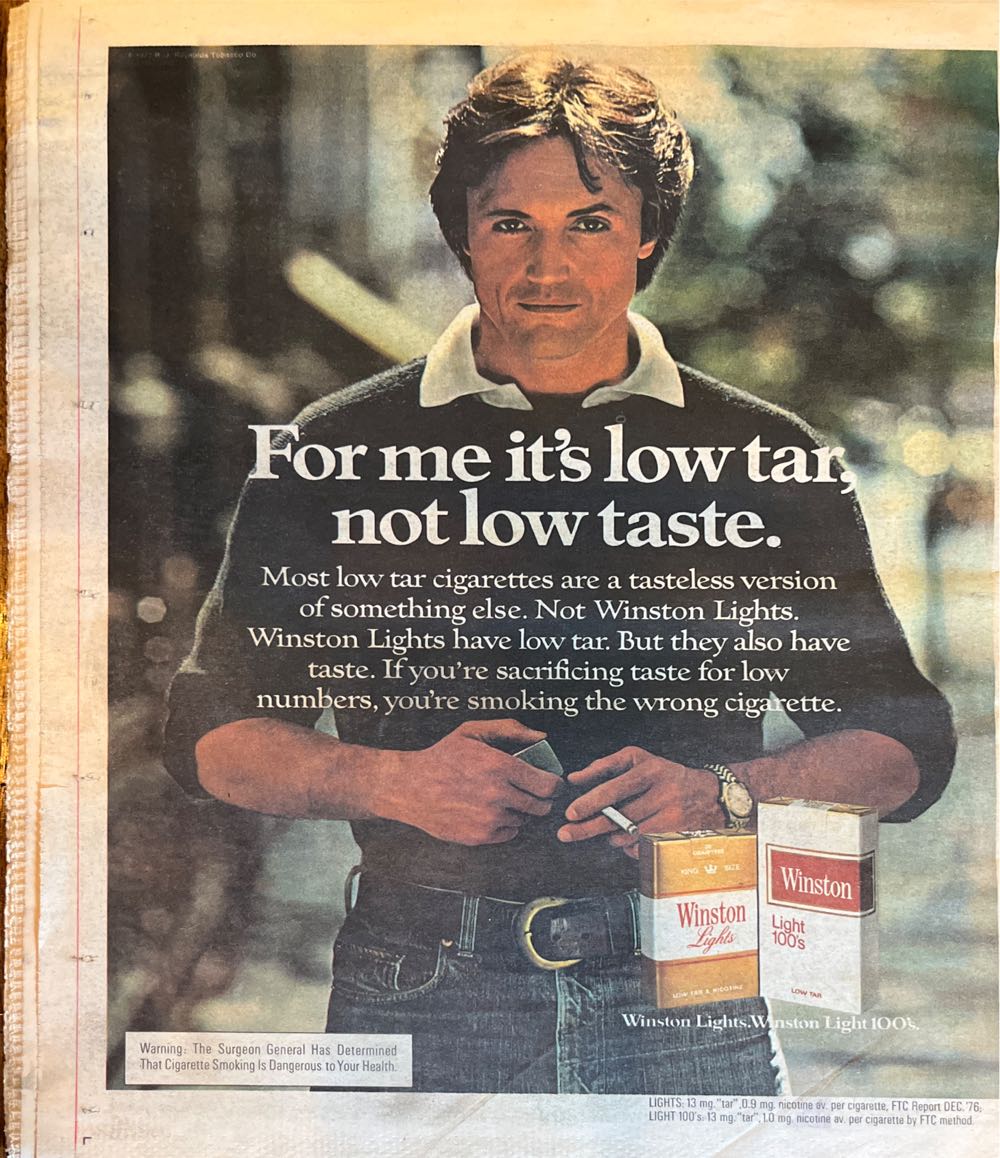 R. J. Reynolds Tobacco Co.
For me it's low tar,
not low taste.
Most low tar cigarettes are a tasteless version
of something else. Not Winston Lights.
Winston Lights have low tar. But they also have
taste. If you're sacrificing taste for low
numbers, you're smoking the wrong cigarette.
20
CIGARETTES
KING SIZE
Winston
Lights
LOW TAR & NICOTINE
Winston
Light
100's
LOW TAR
Winston Lights. Winston Light 100's.
Warning: The Surgeon General Has Determined
That Cigarette Smoking Is Dangerous to Your Health.
LIGHTS: 13 mg. "tar", 0.9 mg. nicotine av. per cigarette, FTC Report DEC. '76;
LIGHT 100's: 13 mg. "tar", 1.0 mg. nicotine av. per cigarette by FTC method.